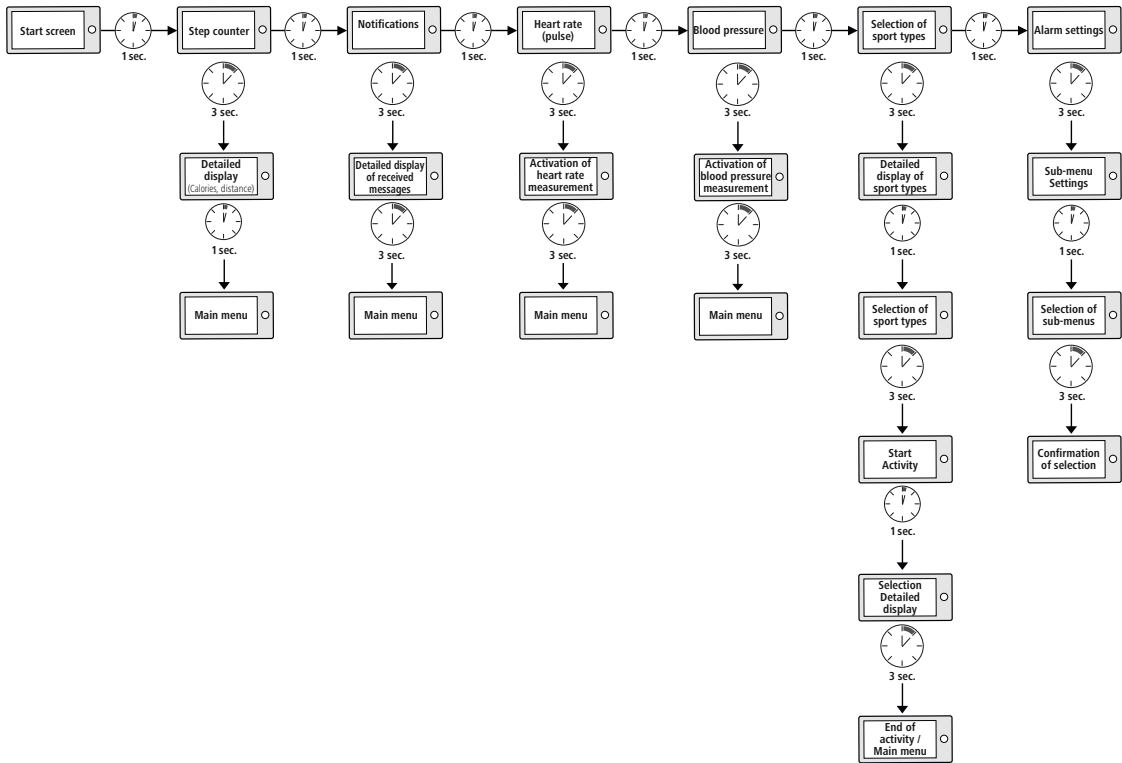 Start screen
1 sec.
Step counter
1 sec.
Notifications
1 sec.
Heart rate
(pulse)
1 sec.
Blood pressure
1 sec.
Selection of
sport types
1 sec.
Alarm settings
3 sec.
3 sec.
3 sec.
3 sec.
3 sec.
3 sec.
Detailed
display
(Calories, distance)
Detailed display
of received
messages
Activation of
heart rate
measurement
Activation of
blood pressure
measurement
Detailed
display of
sport types
Sub-menu
Settings
1 sec.
3 sec.
3 sec.
3 sec.
1 sec.
1 sec.
Main menu
Main menu
Main menu
Main menu
Selection of
sport types
Selection of
sub-menus
3 sec.
3 sec.
Start
Activity
Confirmation
of selection
1 sec.
Selection
Detailed
display
3 sec.
End of
activity /
Main menu